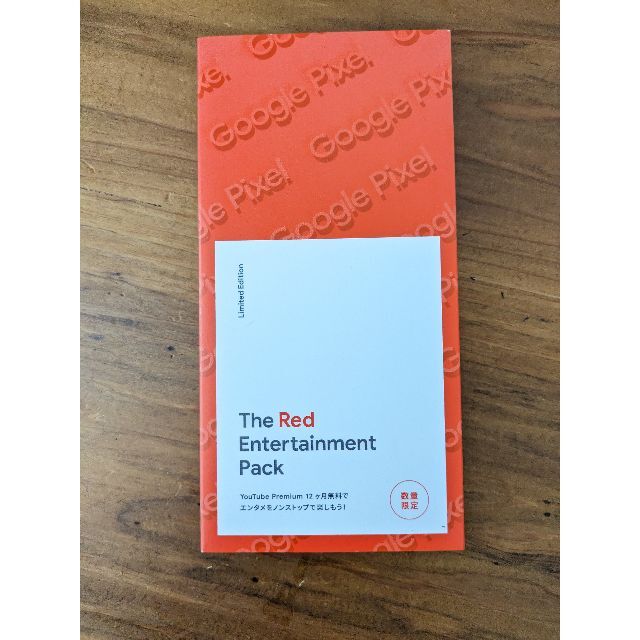 Google Pixel
Google Pixel
Google Pixel
Google Pixel
Limited Edition
The Red
Entertainment
Pack
YouTube Premium 12 ヶ月無料で
エンタメをノンストップで楽しもう!
数量
限定